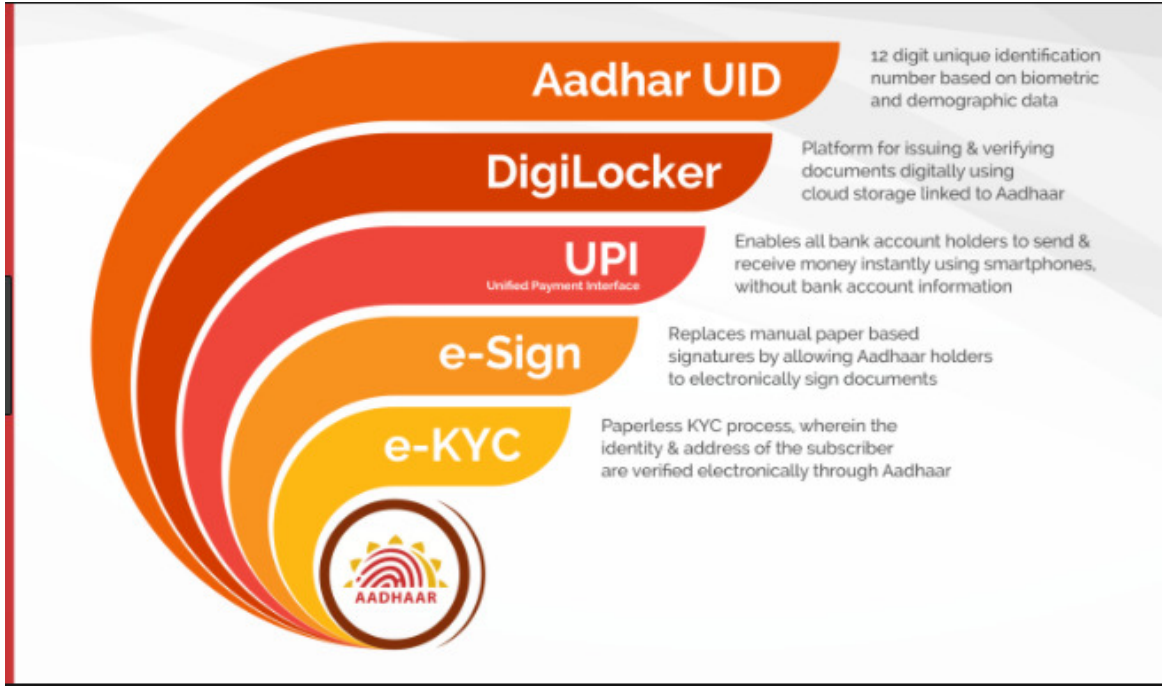 Aadhar UID
12 digit unique identification
number based on biometric
and demographic data
DigiLocker
Platform for issuing & verifying
documents digitally using
cloud storage linked to Aadhaar
UPI
Unified Payment Interface
Enables all bank account holders to send &
receive money instantly using smartphones,
without bank account information
e-Sign
Replaces manual paper based
signatures by allowing Aadhaar holders
to electronically sign documents
e-KYC
Paperless KYC process, wherein the
identity & address of the subscriber
are verified electronically through Aadhaar
AADHAAR